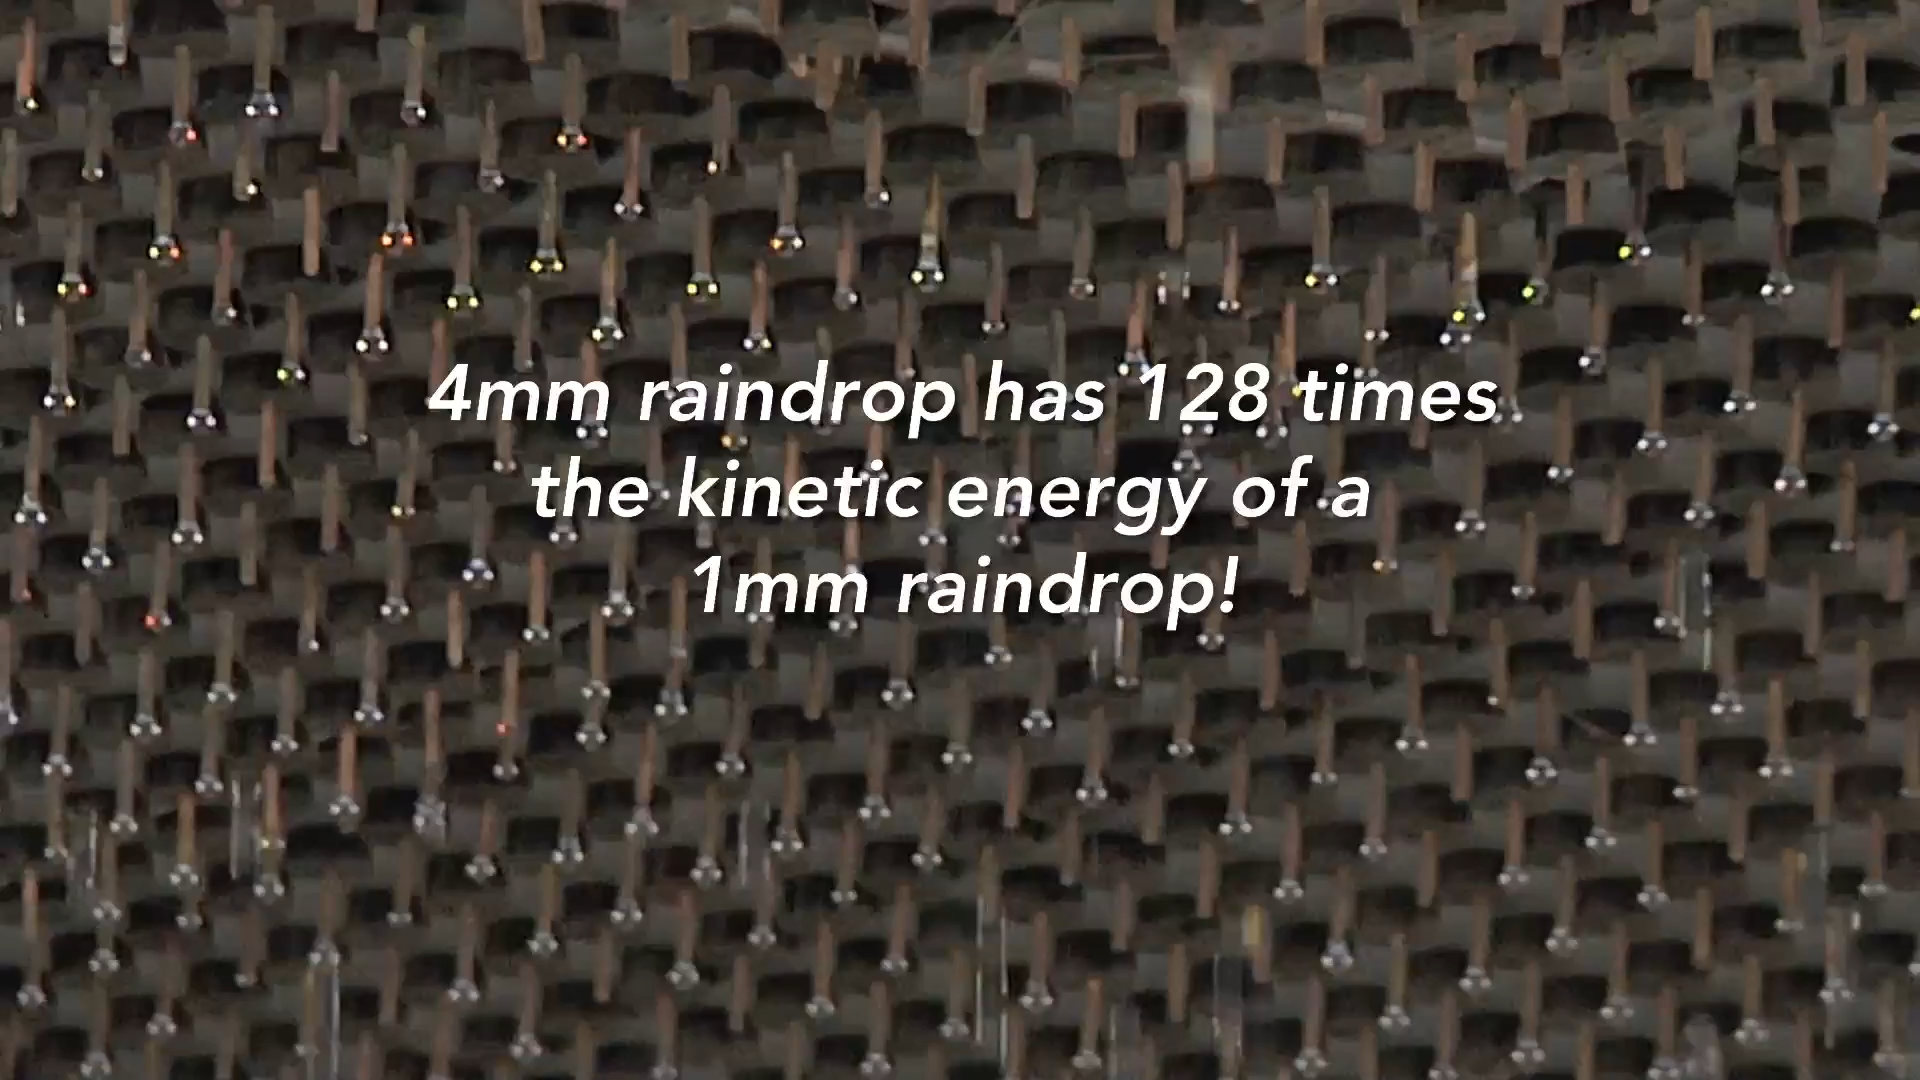 4mm raindrop has 128 times
the kinetic energy of a
1mm raindrop!